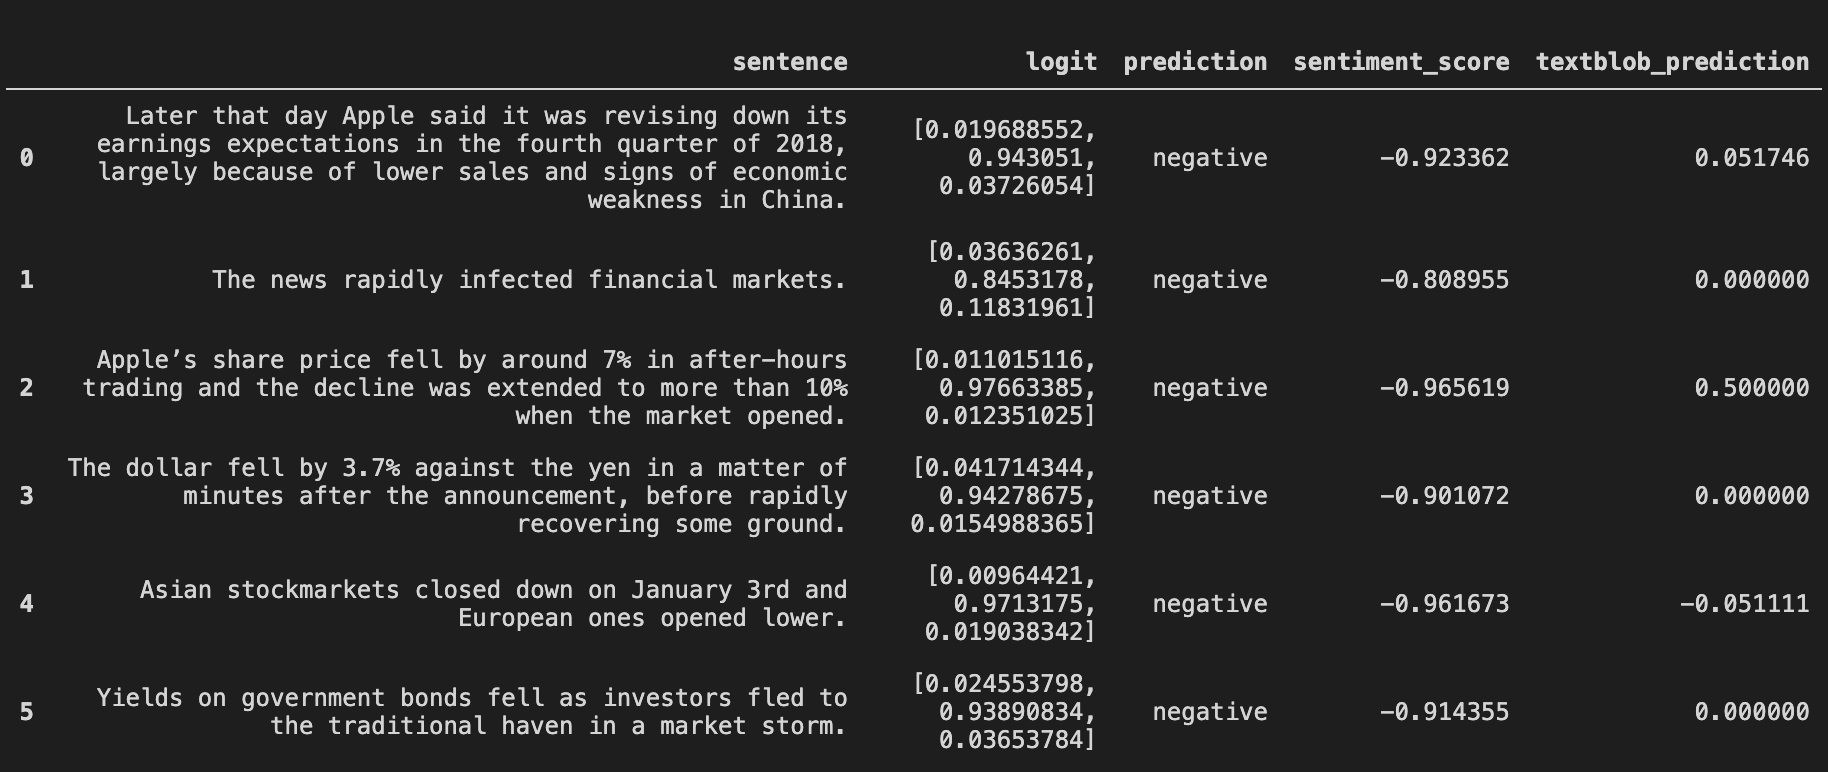 sentence logit prediction sentiment_score textblob_prediction
Later that day Apple said it was revising down its
earnings expectations in the fourth quarter of 2018,
largely because of lower sales and signs of economic
weakness in China.
0
[0.019688552,
0.943051,
0.03726054]
negative
-0.923362
0.051746
The news rapidly infected financial markets.
1
[0.03636261,
0.8453178,
0.11831961]
negative
-0.808955
0.000000
Apple’s share price fell by around 7% in after-hours
trading and the decline was extended to more than 10%
when the market opened.
2
[0.011015116,
0.97663385,
0.012351025]
negative
-0.965619
0.500000
The dollar fell by 3.7% against the yen in a matter of
minutes after the announcement, before rapidly
recovering some ground.
3
[0.041714344,
0.94278675,
0.0154988365]
negative
-0.901072
0.000000
Asian stockmarkets closed down on January 3rd and
European ones opened lower.
4
[0.00964421,
0.9713175,
0.019038342]
negative
-0.961673
-0.051111
Yields on government bonds fell as investors fled to
the traditional haven in a market storm.
5
[0.024553798,
0.93890834,
0.03653784]
negative
-0.914355
0.000000